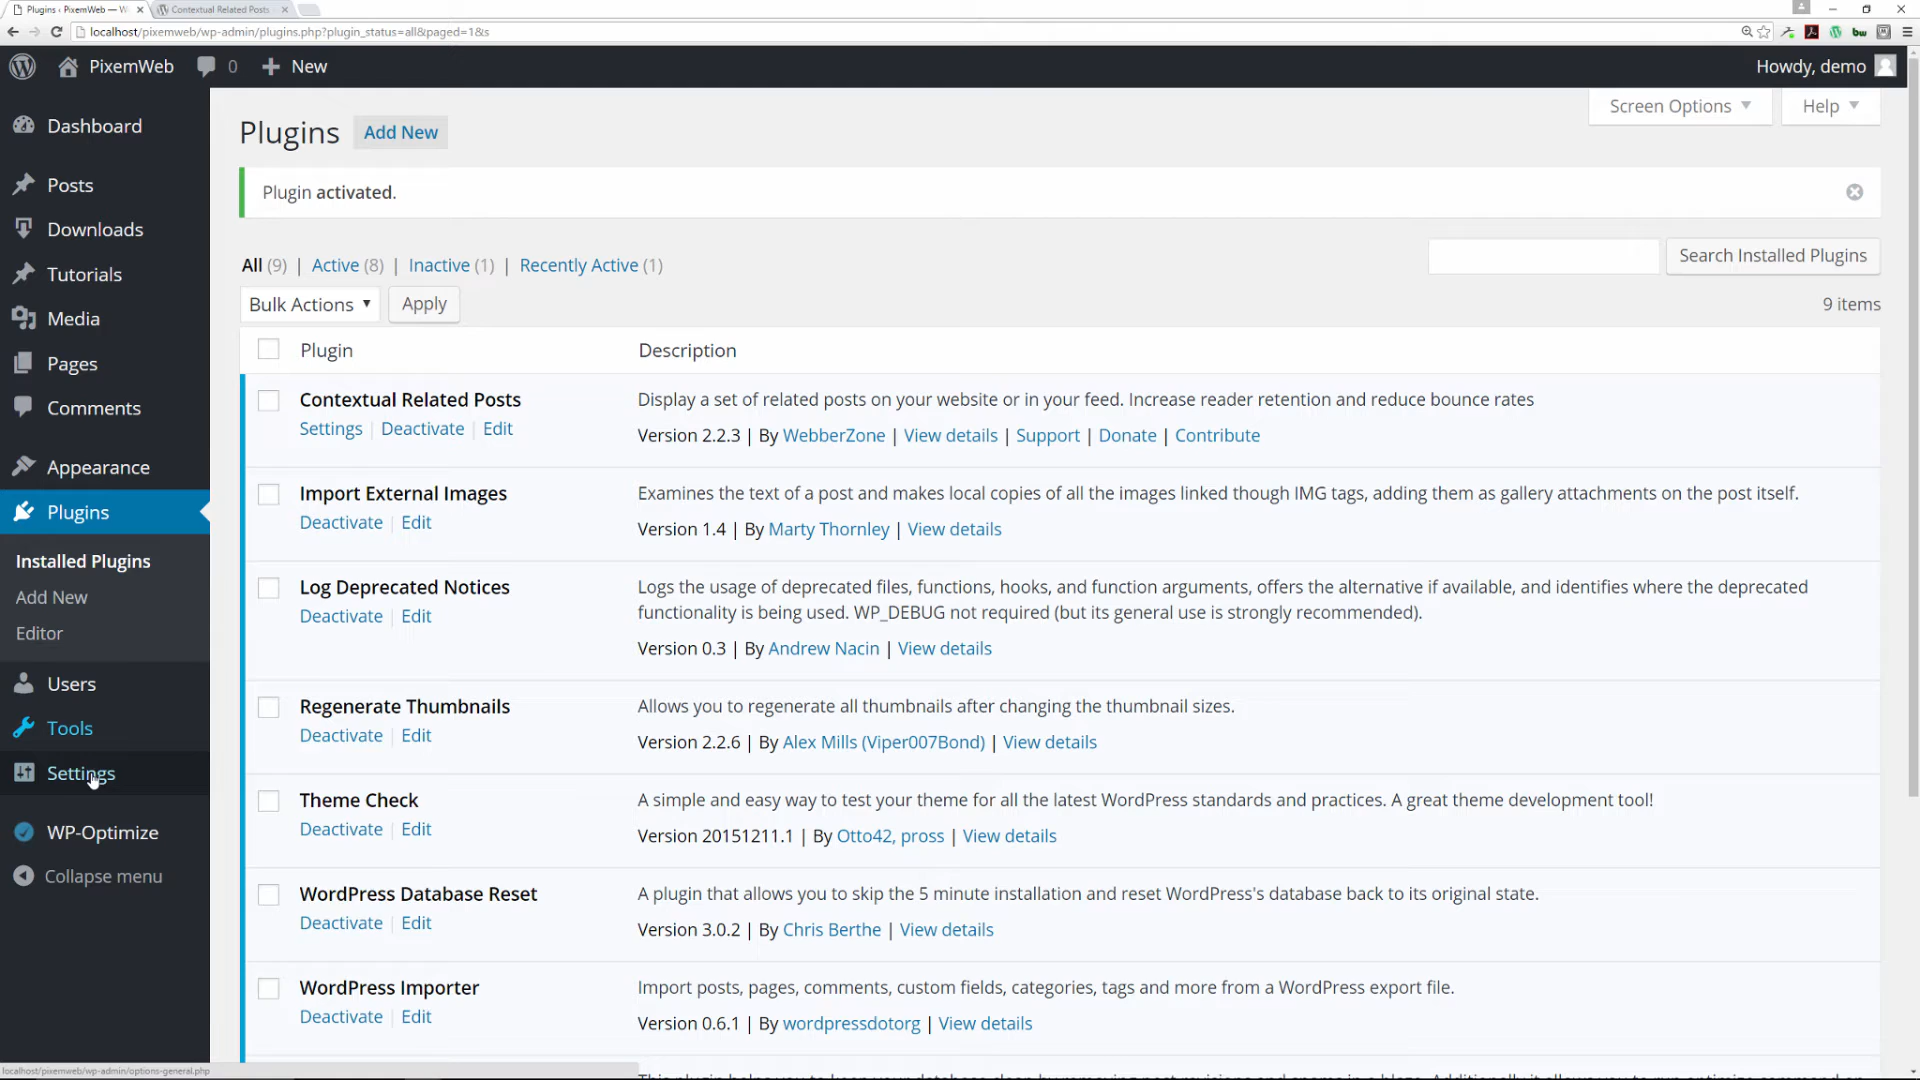 Plugins ‹ PixemWeb — W
Contextual Related Posts
localhost/pixemweb/wp-admin/plugins.php?plugin_status=all&paged=1&s
PixemWeb
0
New
Howdy, demo
Dashboard
Posts
Downloads
Tutorials
Media
Pages
Comments
Appearance
Plugins
Installed Plugins
Add New
Editor
Users
Tools
Settings
WP-Optimize
Collapse menu
localhost/pixemweb/wp-admin/options-general.php
Screen Options
Help
Plugins Add New
Plugin activated.
All (9) | Active (8) | Inactive (1) | Recently Active (1)
Search Installed Plugins
Bulk Actions Apply
9 items
Plugin Description
Contextual Related Posts
Settings | Deactivate | Edit
Display a set of related posts on your website or in your feed. Increase reader retention and reduce bounce rates
Version 2.2.3 | By WebberZone | View details | Support | Donate | Contribute
Import External Images
Deactivate | Edit
Examines the text of a post and makes local copies of all the images linked though IMG tags, adding them as gallery attachments on the post itself.
Version 1.4 | By Marty Thornley | View details
Log Deprecated Notices
Deactivate | Edit
Logs the usage of deprecated files, functions, hooks, and function arguments, offers the alternative if available, and identifies where the deprecated
functionality is being used. WP_DEBUG not required (but its general use is strongly recommended).
Version 0.3 | By Andrew Nacin | View details
Regenerate Thumbnails
Deactivate | Edit
Allows you to regenerate all thumbnails after changing the thumbnail sizes.
Version 2.2.6 | By Alex Mills (Viper007Bond) | View details
Theme Check
Deactivate | Edit
A simple and easy way to test your theme for all the latest WordPress standards and practices. A great theme development tool!
Version 20151211.1 | By Otto42, pross | View details
WordPress Database Reset
Deactivate | Edit
A plugin that allows you to skip the 5 minute installation and reset WordPress's database back to its original state.
Version 3.0.2 | By Chris Berthe | View details
WordPress Importer
Deactivate | Edit
Import posts, pages, comments, custom fields, categories, tags and more from a WordPress export file.
Version 0.6.1 | By wordpressdotorg | View details